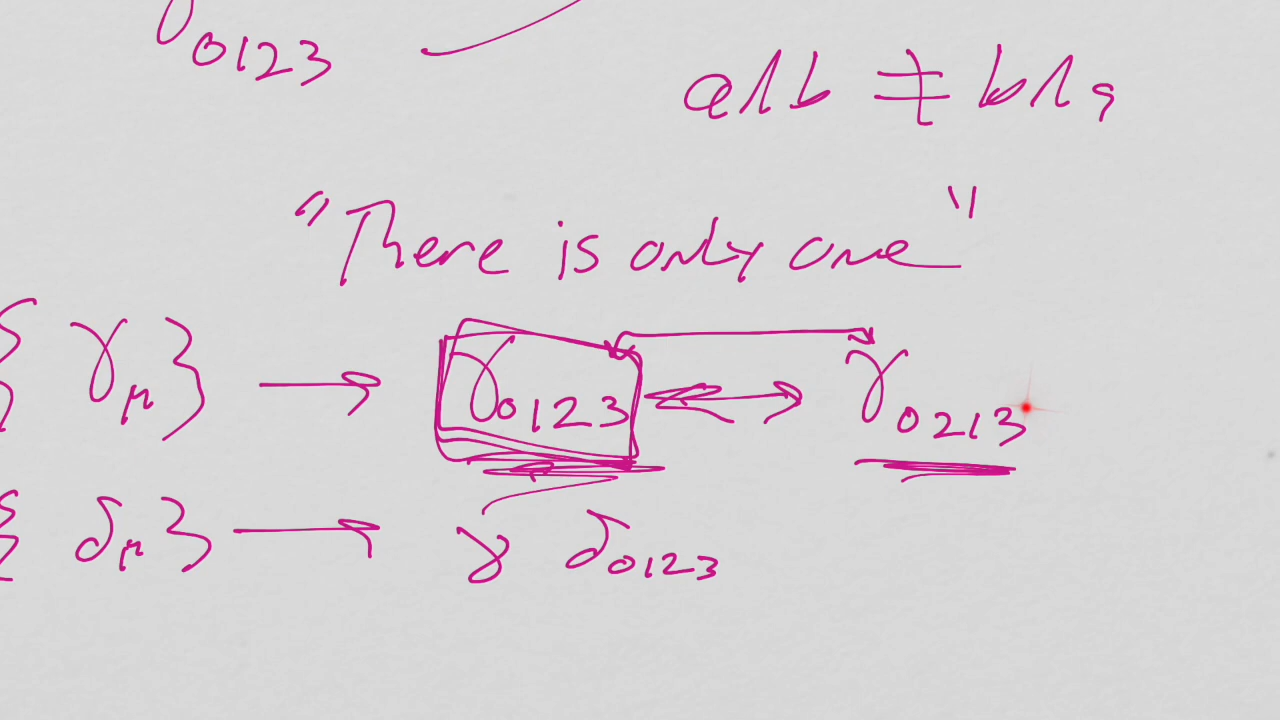 γ₀₁₂₃
a∧b ≠ b∧a
"There is only one"
{γμ} → γ₀₁₂₃ ↔ γ₀₂₁₃
{δμ} → γ δ₀₁₂₃